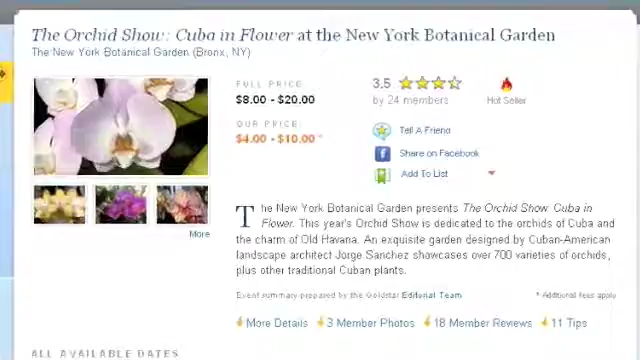 The Orchid Show: Cuba in Flower at the New York Botanical Garden
The New York Botanical Garden (Bronx, NY)
FULL PRICE:
$8.00 - $20.00
OUR PRICE:
$4.00 - $10.00 *
3.5
by 24 members
Hot Seller
Tell A Friend
Share on Facebook
Add To List
More
The New York Botanical Garden presents The Orchid Show: Cuba in
Flower. This year's Orchid Show is dedicated to the orchids of Cuba and
the charm of Old Havana. An exquisite garden designed by Cuban-American
landscape architect Jorge Sanchez showcases over 700 varieties of orchids,
plus other traditional Cuban plants.
Event summary prepared by the Goldstar Editorial Team
* Additional fees apply
More Details
3 Member Photos
18 Member Reviews
11 Tips
ALL AVAILABLE DATES